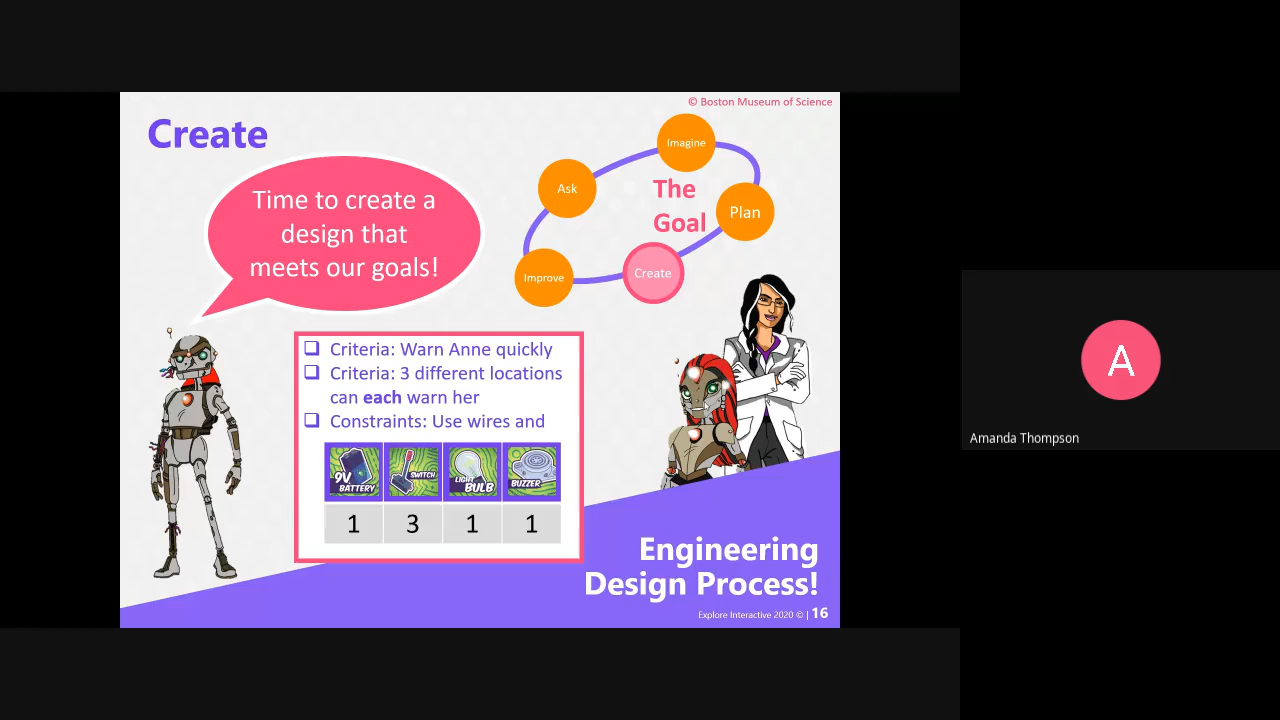 © Boston Museum of Science
Create
Time to create a
design that
meets our goals!
Imagine
Ask
The
Goal
Plan
Improve
Create
Criteria: Warn Anne quickly
Criteria: 3 different locations
can each warn her
Constraints: Use wires and
9V BATTERY
SWITCH
LIGHT BULB
BUZZER
1 3 1 1
Engineering
Design Process!
Explore Interactive 2020 © | 16
A
Amanda Thompson